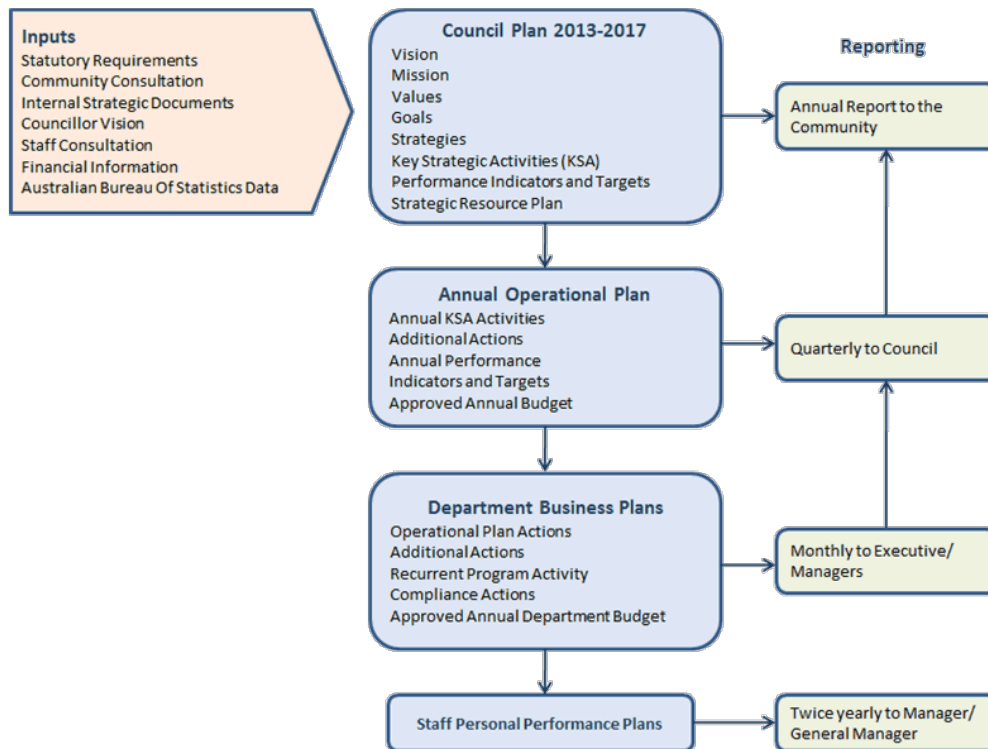 Inputs
Statutory Requirements
Community Consultation
Internal Strategic Documents
Councillor Vision
Staff Consultation
Financial Information
Australian Bureau Of Statistics Data
Council Plan 2013-2017
Vision
Mission
Values
Goals
Strategies
Key Strategic Activities (KSA)
Performance Indicators and Targets
Strategic Resource Plan
Reporting
Annual Report to the
Community
Annual Operational Plan
Annual KSA Activities
Additional Actions
Annual Performance
Indicators and Targets
Approved Annual Budget
Quarterly to Council
Department Business Plans
Operational Plan Actions
Additional Actions
Recurrent Program Activity
Compliance Actions
Approved Annual Department Budget
Monthly to Executive/
Managers
Staff Personal Performance Plans
Twice yearly to Manager/
General Manager